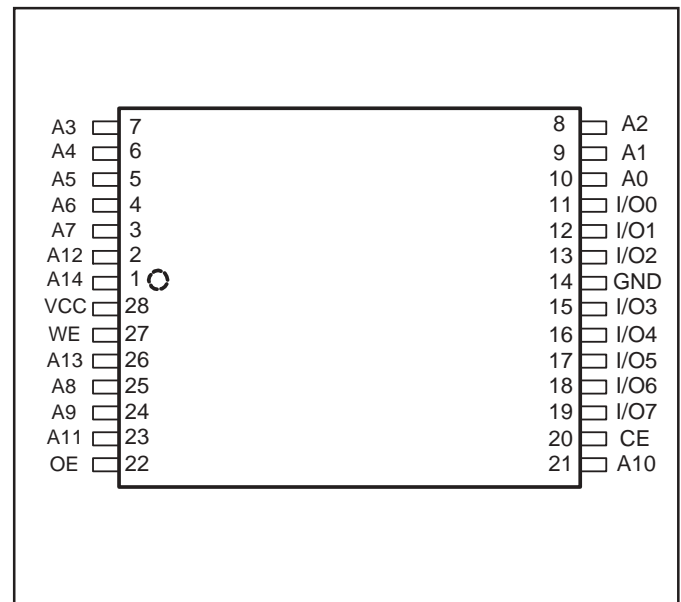 A3 7 8 A2
A4 6 9 A1
A5 5 10 A0
A6 4 11 I/O0
A7 3 12 I/O1
A12 2 13 I/O2
A14 1 14 GND
VCC 28 15 I/O3
WE 27 16 I/O4
A13 26 17 I/O5
A8 25 18 I/O6
A9 24 19 I/O7
A11 23 20 CE
OE 22 21 A10